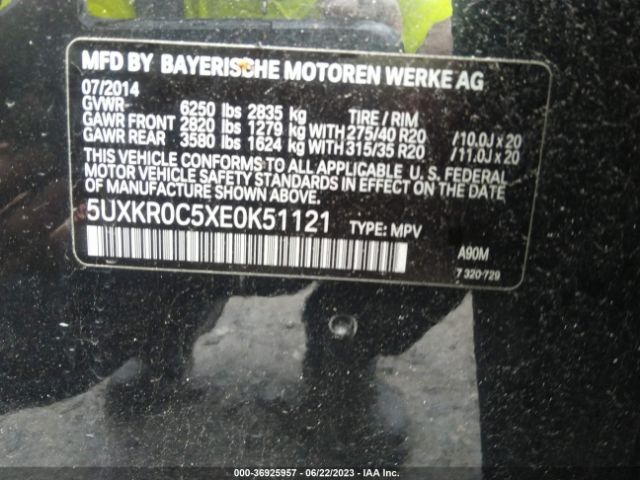 MFD BY BAYERISCHE MOTOREN WERKE AG
07/2014
GVWR- 6250 lbs 2835 kg TIRE / RIM
GAWR FRONT 2820 lbs 1279 kg WITH 275/40 R20 /10.0J x 20
GAWR REAR 3580 lbs 1624 kg WITH 315/35 R20 /11.0J x 20
THIS VEHICLE CONFORMS TO ALL APPLICABLE U. S. FEDERAL
MOTOR VEHICLE SAFETY STANDARDS IN EFFECT ON THE DATE
OF MANUFACTURE SHOWN ABOVE.
5UXKR0C5XE0K51121 TYPE: MPV
A90M
7 320 729
000-36925957 - 06/22/2023 - IAA Inc.